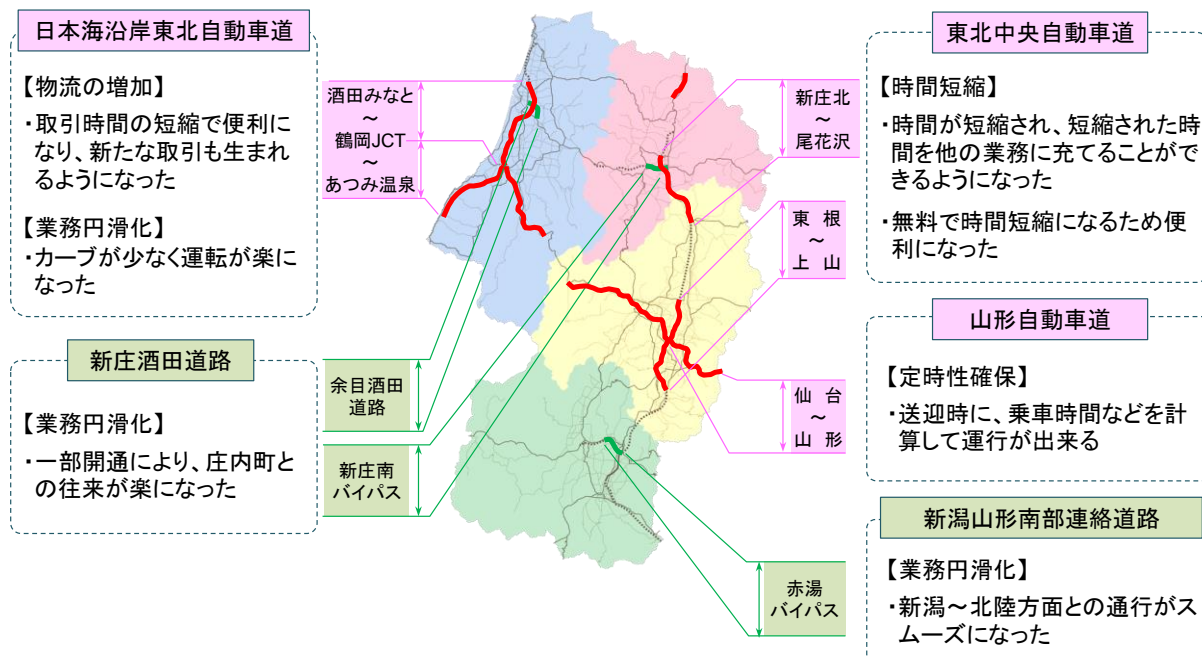 日本海沿岸東北自動車道
【物流の増加】
・取引時間の短縮で便利に
なり、新たな取引も生まれ
るようになった
【業務円滑化】
・カーブが少なく運転が楽に
なった
新庄酒田道路
【業務円滑化】
・一部開通により、庄内町と
の往来が楽になった
酒田みなと
～
鶴岡JCT
～
あつみ温泉
余目酒田
道路
新庄南
バイパス
新庄北
～
尾花沢
東 根
～
上 山
仙 台
～
山 形
赤湯
バイパス
東北中央自動車道
【時間短縮】
・時間が短縮され、短縮された時
間を他の業務に充てることがで
きるようになった
・無料で時間短縮になるため便
利になった
山形自動車道
【定時性確保】
・送迎時に、乗車時間などを計
算して運行が出来る
新潟山形南部連絡道路
【業務円滑化】
・新潟～北陸方面との通行がス
ムーズになった